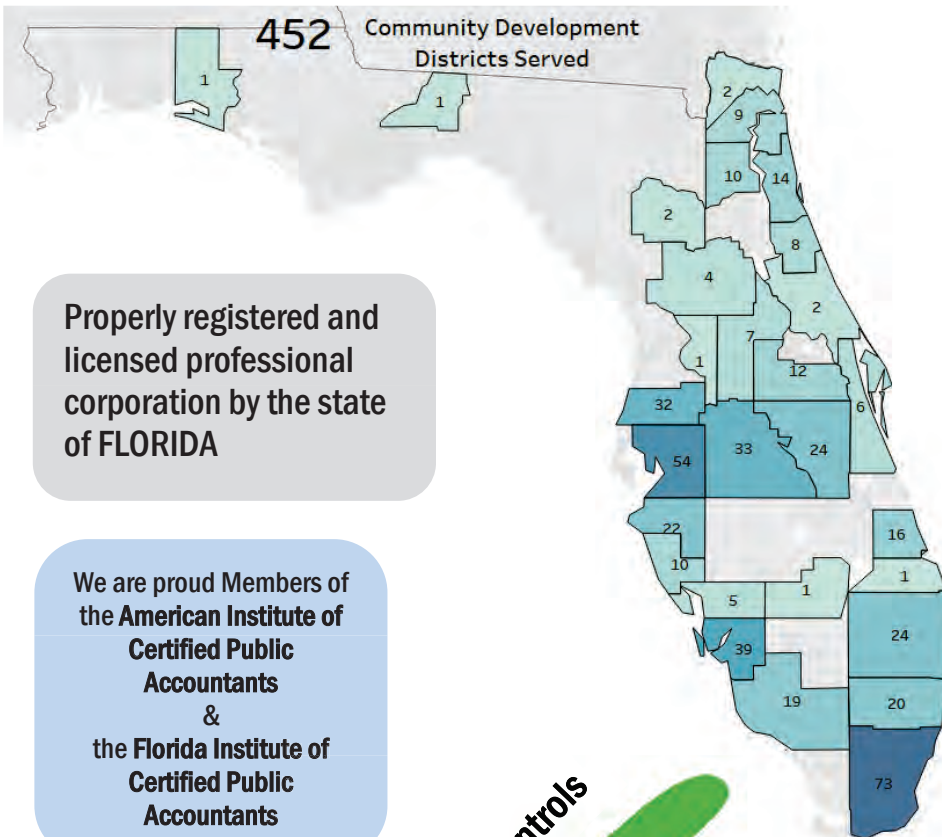 452
Community Development
Districts Served
1
1
2
9
10
14
2
8
4
2
7
1
12
32
6
33
24
54
22
16
10
1
1
5
24
39
19
20
73
Properly registered and
licensed professional
corporation by the state
of FLORIDA
We are proud Members of
the American Institute of
Certified Public
Accountants
&
the Florida Institute of
Certified Public
Accountants